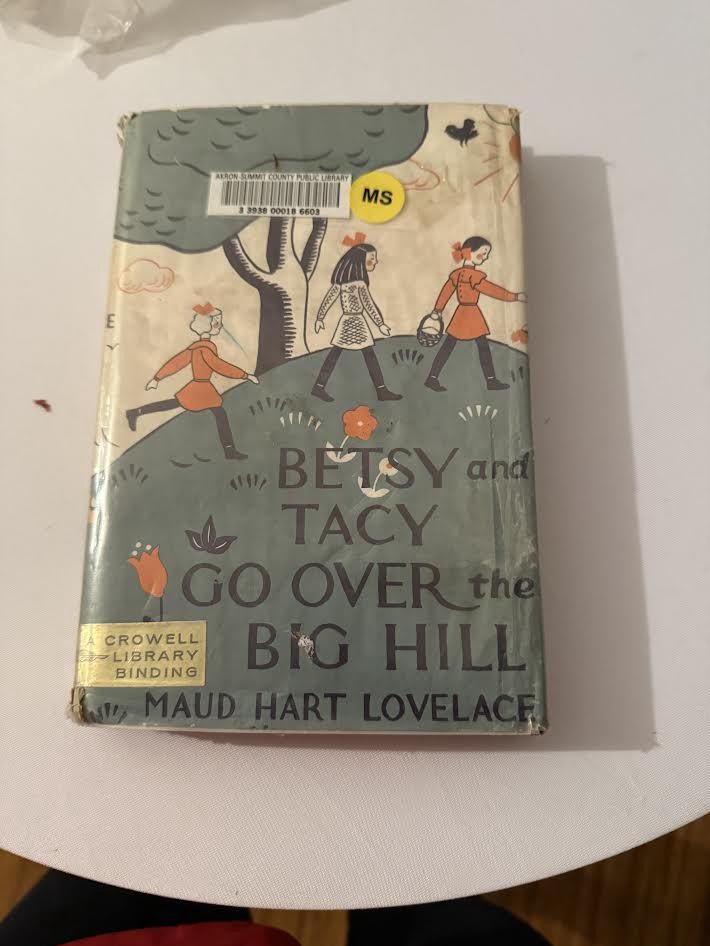 AKRON-SUMMIT COUNTY PUBLIC LIBRARY
3 3938 00018 6603
MS
E
BETSY and
TACY
GO OVER the
BIG HILL
A CROWELL
LIBRARY
BINDING
MAUD HART LOVELACE